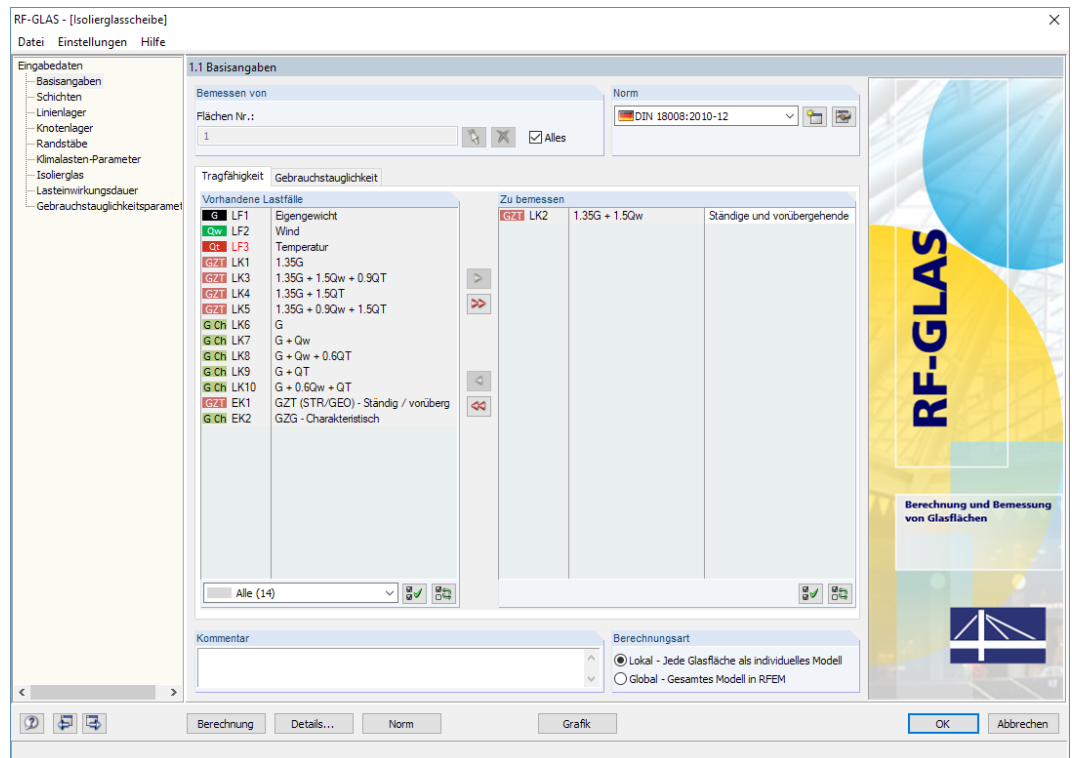 RF-GLAS - [Isolierglasscheibe]
Datei Einstellungen Hilfe
Eingabedaten
Basisangaben
Schichten
Linienlager
Knotenlager
Randstäbe
Klimalasten-Parameter
Isolierglas
Lasteinwirkungsdauer
Gebrauchstauglichkeitsparamet
1.1 Basisangaben
Bemessen von
Flächen Nr.:
1
Alles
Norm
DIN 18008:2010-12
Tragfähigkeit Gebrauchstauglichkeit
Vorhandene Lastfälle
G LF1 Eigengewicht
Qw LF2 Wind
Qt LF3 Temperatur
GZT LK1 1.35G
GZT LK3 1.35G + 1.5Qw + 0.9QT
GZT LK4 1.35G + 1.5QT
GZT LK5 1.35G + 0.9Qw + 1.5QT
G Ch LK6 G
G Ch LK7 G + Qw
G Ch LK8 G + Qw + 0.6QT
G Ch LK9 G + QT
G Ch LK10 G + 0.6Qw + QT
GZT EK1 GZT (STR/GEO) - Ständig / vorüberg
G Ch EK2 GZG - Charakteristisch
Alle (14)
Zu bemessen
GZT LK2 1.35G + 1.5Qw Ständige und vorübergehende
Kommentar
Berechnungsart
Lokal - Jede Glasfläche als individuelles Modell
Global - Gesamtes Modell in RFEM
RF-GLAS
Berechnung und Bemessung
von Glasflächen
Berechnung Details... Norm Grafik OK Abbrechen